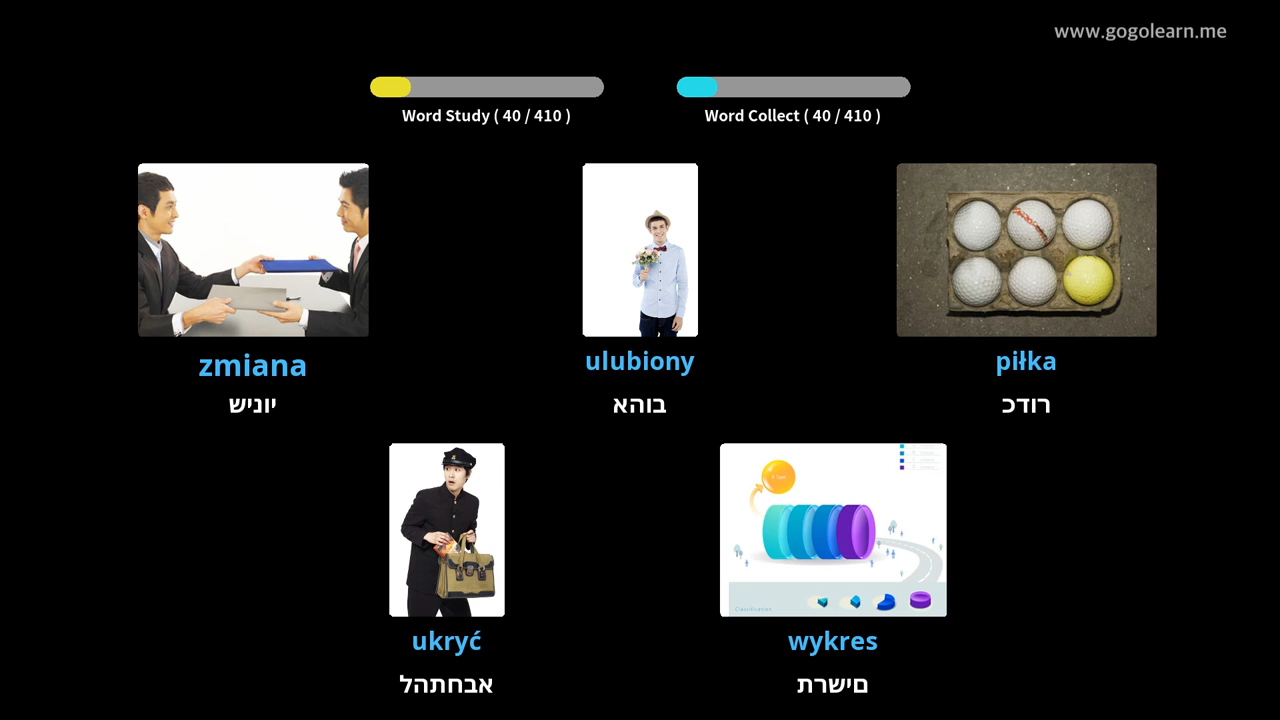 www.gogolearn.me
Word Study ( 40 / 410 )
Word Collect ( 40 / 410 )
zmiana
יוניש
ulubiony
בוהא
piłka
רודכ
ukryć
אבחתהל
wykres
םישרת